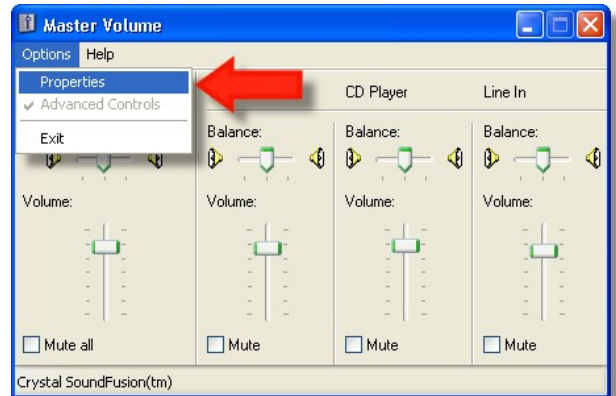 Master Volume
Options Help
Properties
Advanced Controls
Exit
CD Player
Line In
Balance:
Balance:
Balance:
Volume:
Volume:
Volume:
Volume:
Mute all
Mute
Mute
Mute
Crystal SoundFusion(tm)